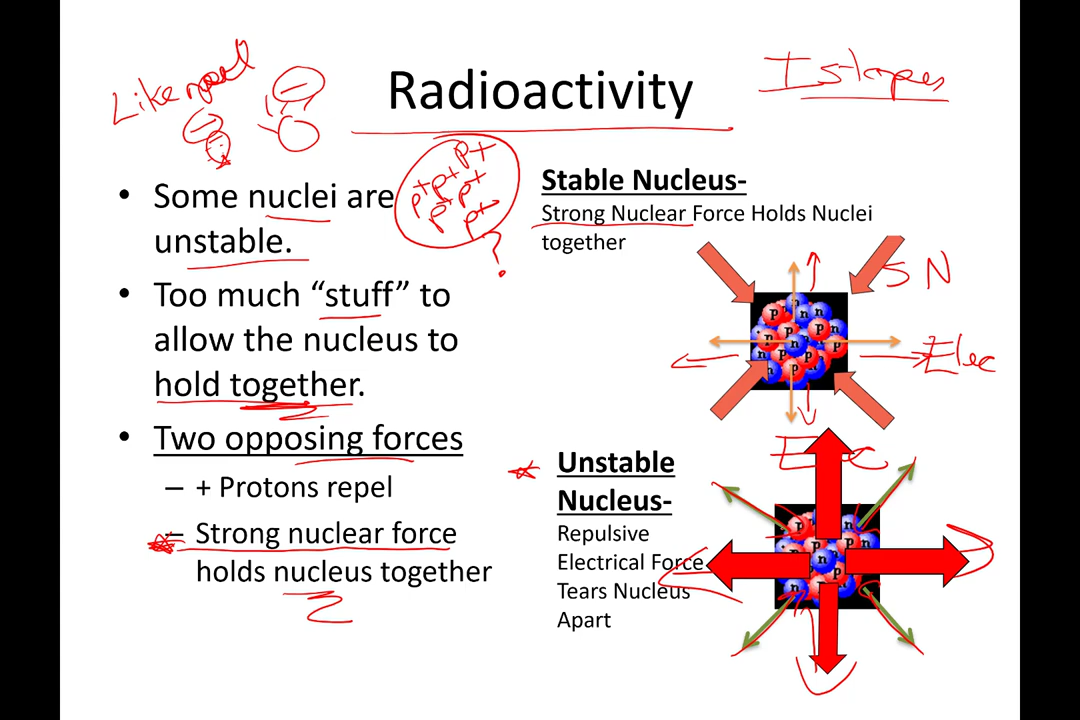 Like repel
Radioactivity
Isotopes
p+
p+ p+ p+
p+ p+
?
• Some nuclei are
unstable.
• Too much “stuff” to
allow the nucleus to
hold together.
• Two opposing forces
– + Protons repel
– Strong nuclear force
holds nucleus together
Stable Nucleus-
Strong Nuclear Force Holds Nuclei
together
S N
Elec
Elec
Unstable
Nucleus-
Repulsive
Electrical Force
Tears Nucleus
Apart